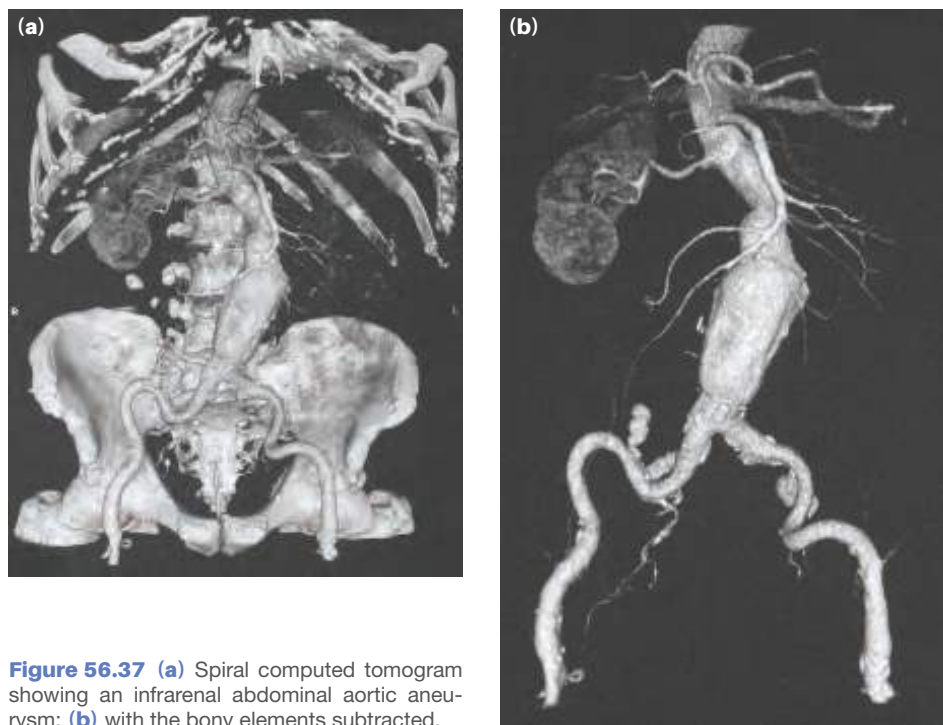 (a)
(b)
R
L
Figure 56.37 (a) Spiral computed tomogram
showing an infrarenal abdominal aortic aneu-
rysm; (b) with the bony elements subtracted.